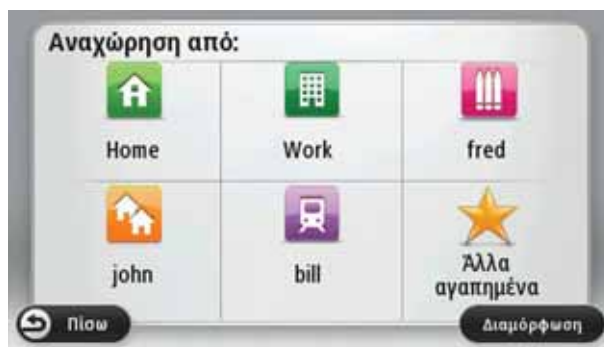 Αναχώρηση από:
Home
Work
fred
john
bill
Άλλα
αγαπημένα
Πίσω
Διαμόρφωση